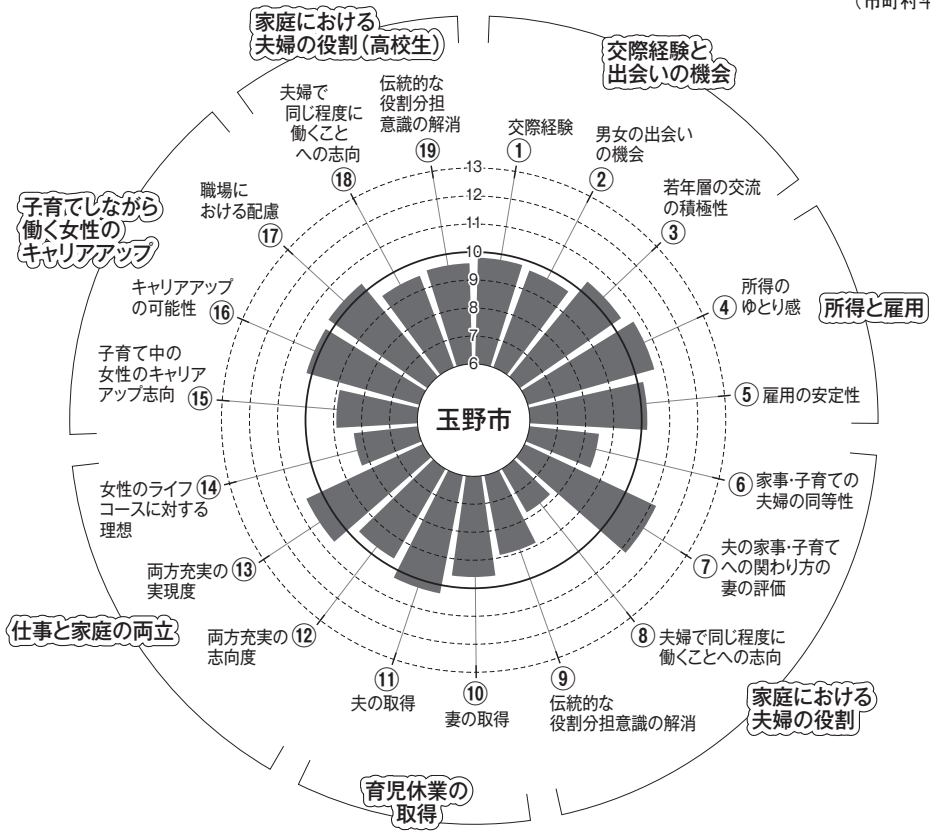 （市町村平
家庭における
夫婦の役割（高校生）
交際経験と
出会いの機会
所得と雇用
家庭における
夫婦の役割
育児休業の
取得
仕事と家庭の両立
子育てしながら
働く女性の
キャリアアップ
交際経験
①
男女の出会い
の機会
②
若年層の交流
の積極性
③
④ 所得の
ゆとり感
⑤ 雇用の安定性
⑥ 家事・子育ての
夫婦の同等性
⑦ 夫の家事・子育て
への関わり方の
妻の評価
⑧ 夫婦で同じ程度に
働くことへの志向
⑨
伝統的な
役割分担意識の解消
⑩
妻の取得
⑪
夫の取得
両方充実の ⑫
志向度
両方充実の ⑬
実現度
女性のライフ ⑭
コースに対する
理想
子育て中の
女性のキャリア
アップ志向 ⑮
キャリアアップ
の可能性 ⑯
職場に
おける配慮
⑰
夫婦で
同じ程度に
働くこと
への志向
⑱
伝統的な
役割分担
意識の解消
⑲
13
12
11
10
9
8
7
6
玉野市